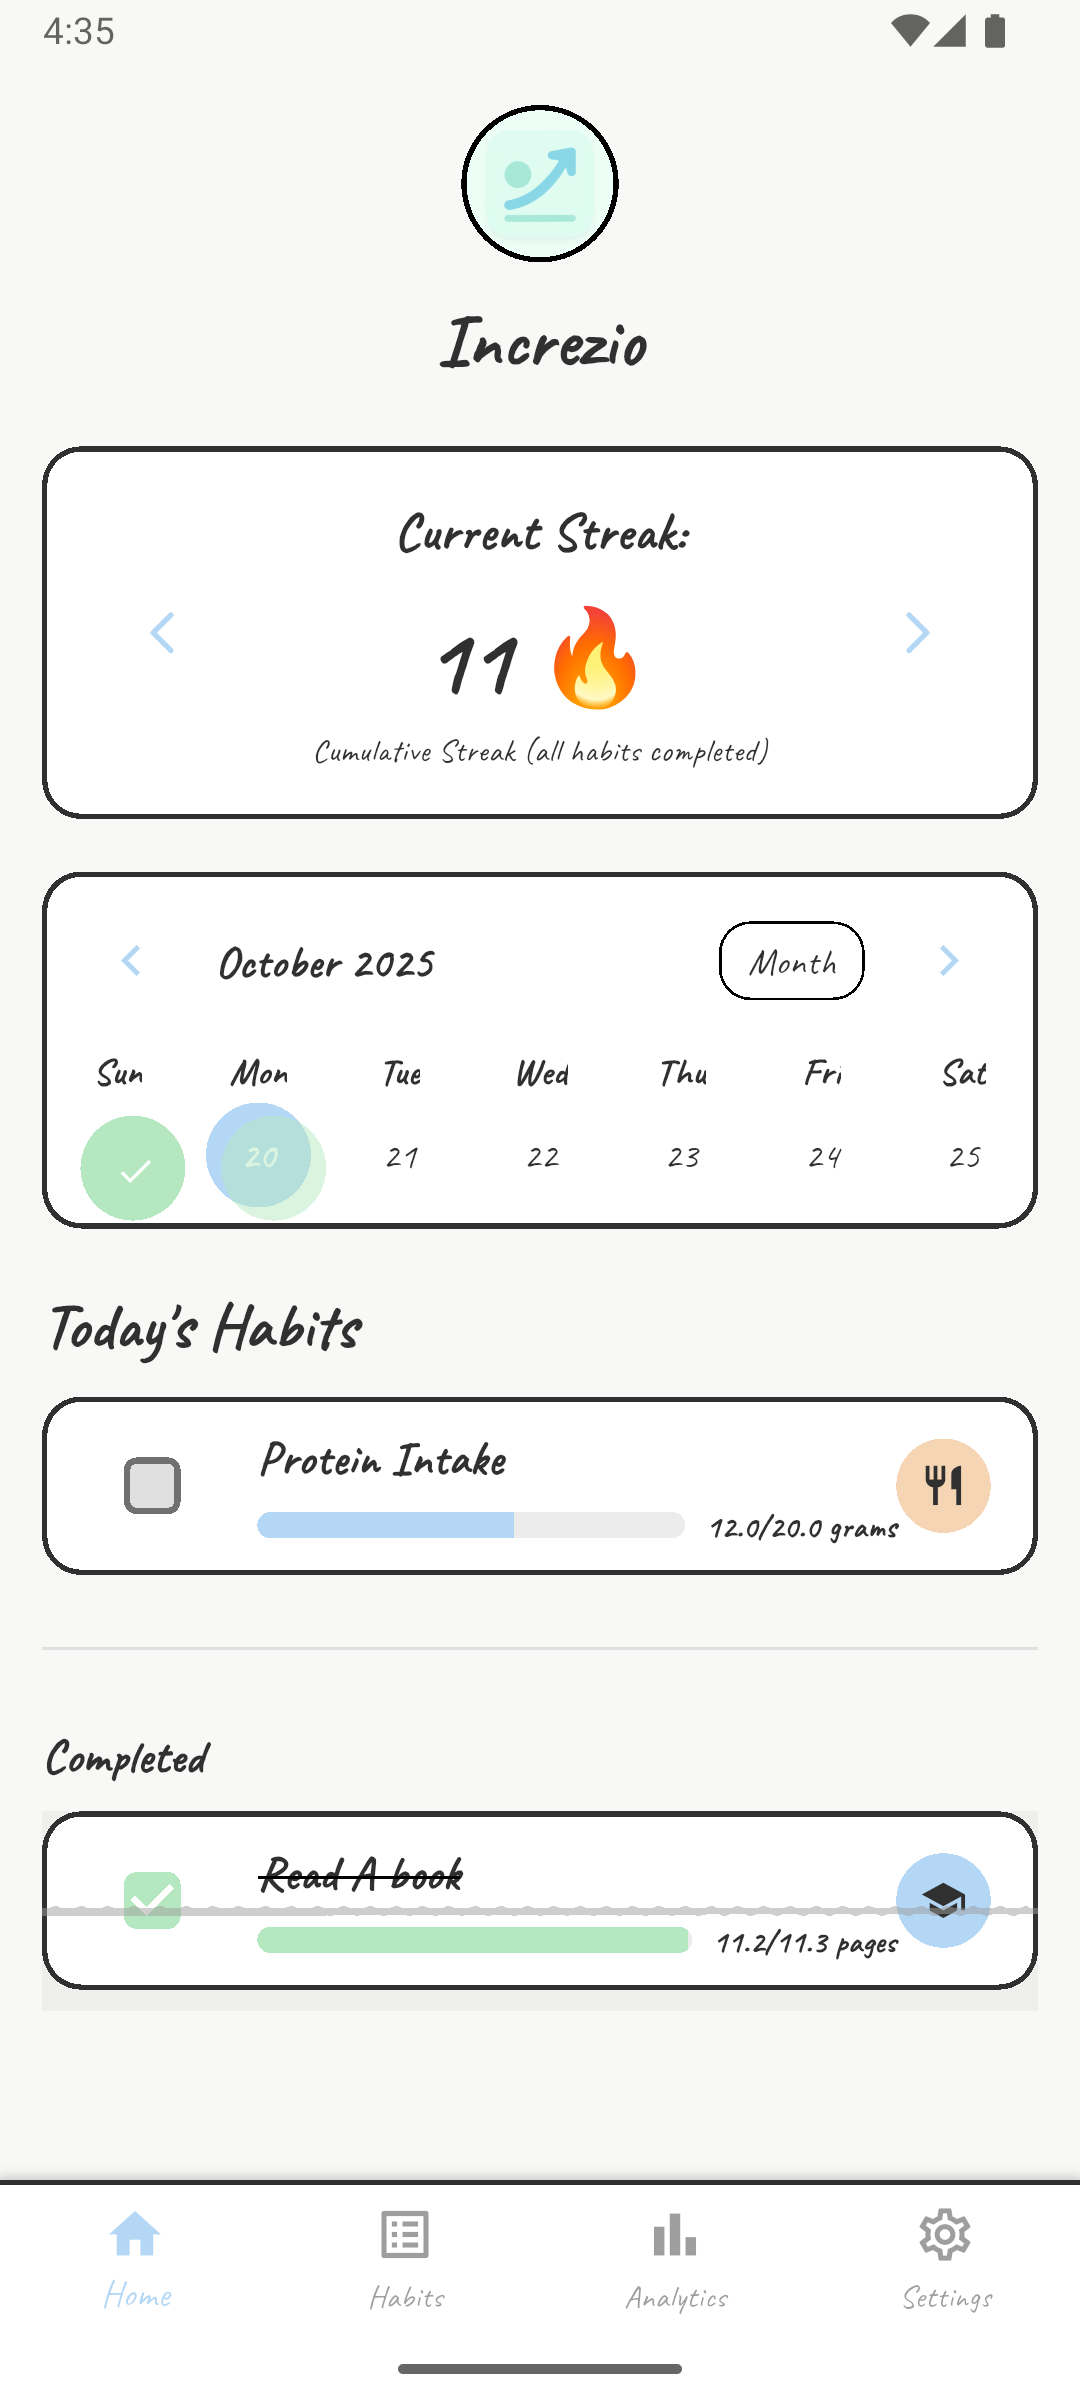 4:35
Increzio
Current Streak:
11 🔥
Cumulative Streak (all habits completed)
October 2025
Month
Sun Mon Tue Wed Thu Fri Sat
20 21 22 23 24 25
Today's Habits
Protein Intake
12.0/20.0 grams
Completed
Read A book
11.2/11.3 pages
Home Habits Analytics Settings